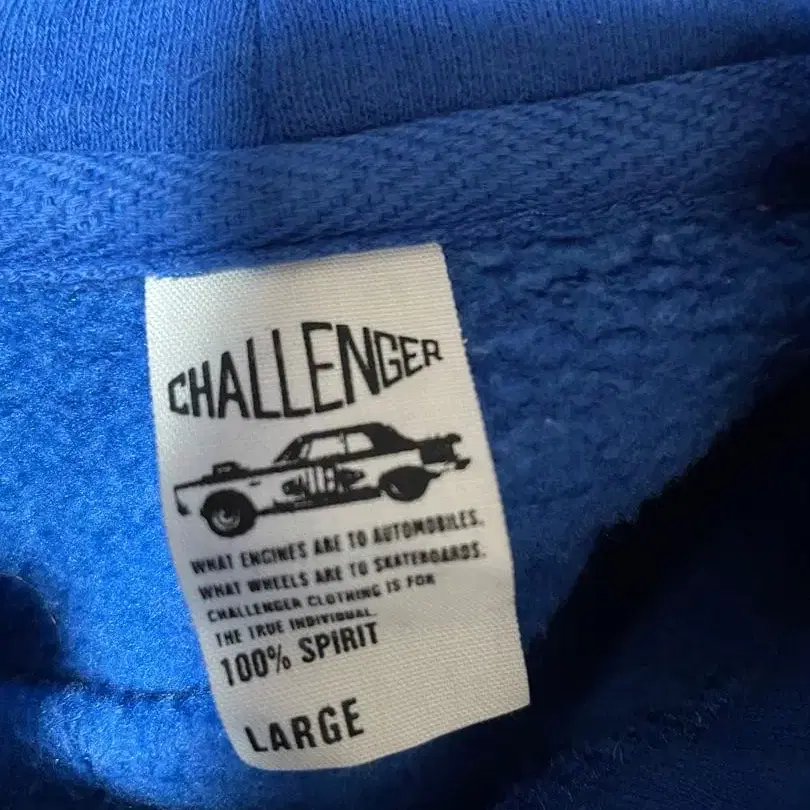 CHALLENGER
WHAT ENGINES ARE TO AUTOMOBILES.
WHAT WHEELS ARE TO SKATEBOARDS.
CHALLENGER CLOTHING IS FOR
THE TRUE INDIVIDUAL.
100% SPIRIT
LARGE